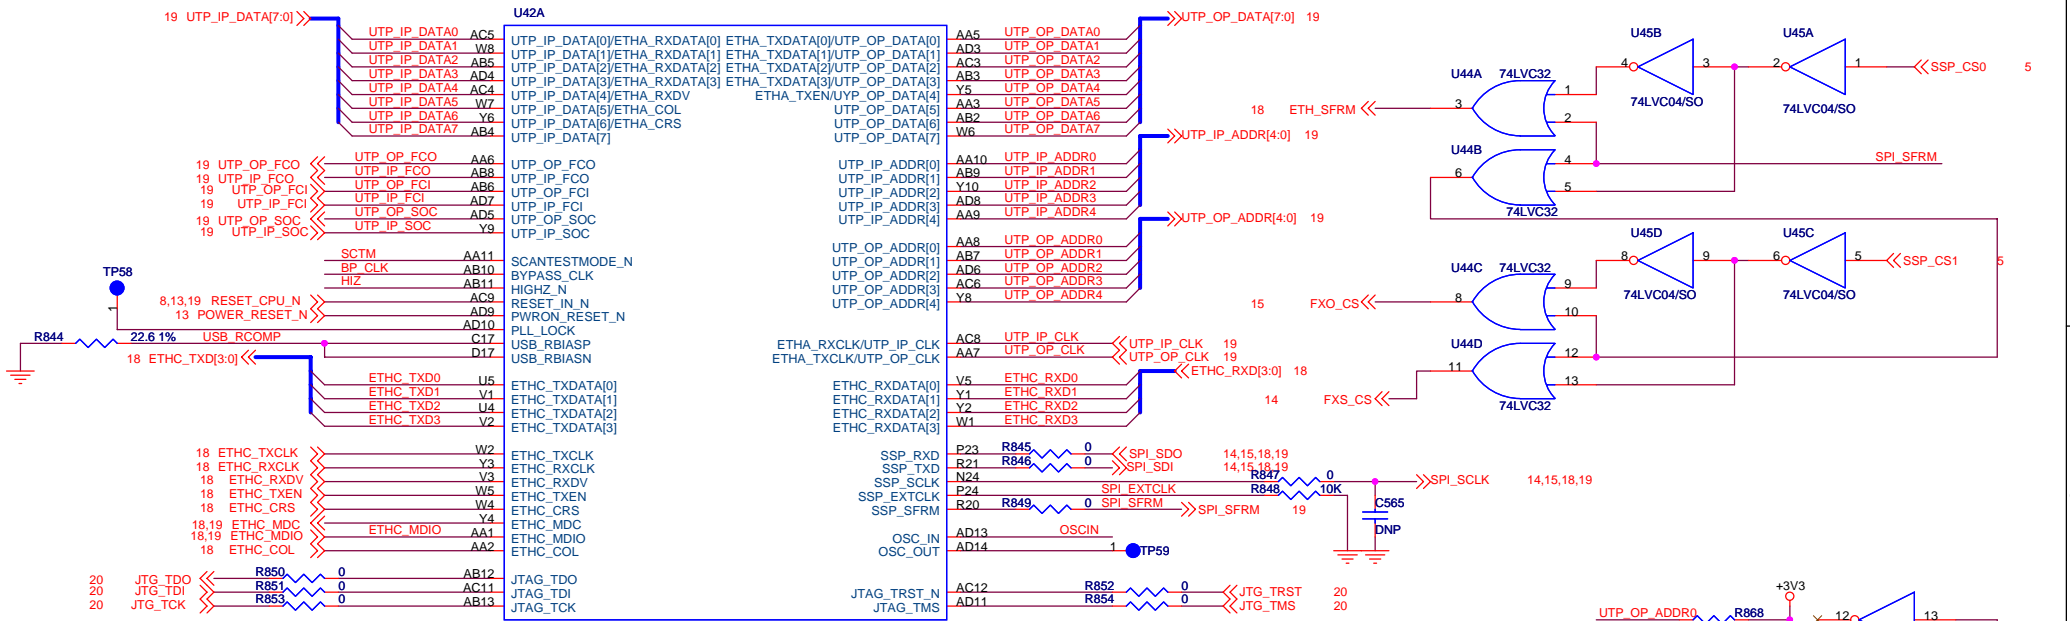 U42A
19 UTP_IP_DATA[7:0]
UTP_IP_DATA0 AC5 UTP_IP_DATA[0]/ETHA_RXDATA[0]
UTP_IP_DATA1 W8 UTP_IP_DATA[1]/ETHA_RXDATA[1]
UTP_IP_DATA2 AB5 UTP_IP_DATA[2]/ETHA_RXDATA[2]
UTP_IP_DATA3 AD4 UTP_IP_DATA[3]/ETHA_RXDATA[3]
UTP_IP_DATA4 AC4 UTP_IP_DATA[4]/ETHA_RXDV
UTP_IP_DATA5 W7 UTP_IP_DATA[5]/ETHA_COL
UTP_IP_DATA6 Y6 UTP_IP_DATA[6]/ETHA_CRS
UTP_IP_DATA7 AB4 UTP_IP_DATA[7]
19 UTP_OP_FCO UTP_OP_FCO AA6 UTP_OP_FCO
19 UTP_IP_FCO UTP_IP_FCO AB8 UTP_IP_FCO
19 UTP_OP_FCI UTP_OP_FCI AB6 UTP_OP_FCI
19 UTP_IP_FCI UTP_IP_FCI AD7 UTP_IP_FCI
19 UTP_OP_SOC UTP_OP_SOC AD5 UTP_OP_SOC
19 UTP_IP_SOC UTP_IP_SOC Y9 UTP_IP_SOC
SCTM AA11 SCANTESTMODE_N
BP_CLK AB10 BYPASS_CLK
HIZ AB11 HIGHZ_N
TP58
1
8,13,19 RESET_CPU_N AC9 RESET_IN_N
13 POWER_RESET_N AD9 PWRON_RESET_N
AD10 PLL_LOCK
R844 22.6 1% USB_RCOMP C17 USB_RBIASP
D17 USB_RBIASN
18 ETHC_TXD[3:0]
ETHC_TXD0 U5 ETHC_TXDATA[0]
ETHC_TXD1 V1 ETHC_TXDATA[1]
ETHC_TXD2 U4 ETHC_TXDATA[2]
ETHC_TXD3 V2 ETHC_TXDATA[3]
18 ETHC_TXCLK W2 ETHC_TXCLK
18 ETHC_RXCLK Y3 ETHC_RXCLK
18 ETHC_RXDV V3 ETHC_RXDV
18 ETHC_TXEN W5 ETHC_TXEN
18 ETHC_CRS W4 ETHC_CRS
18,19 ETHC_MDC Y4 ETHC_MDC
18,19 ETHC_MDIO ETHC_MDIO AA1 ETHC_MDIO
18 ETHC_COL AA2 ETHC_COL
20 JTG_TDO R850 0 AB12 JTAG_TDO
20 JTG_TDI R851 0 AC11 JTAG_TDI
20 JTG_TCK R853 0 AB13 JTAG_TCK
UTP_OP_DATA[7:0] 19
ETHA_TXDATA[0]/UTP_OP_DATA[0] AA5 UTP_OP_DATA0
ETHA_TXDATA[1]/UTP_OP_DATA[1] AD3 UTP_OP_DATA1
ETHA_TXDATA[2]/UTP_OP_DATA[2] AC3 UTP_OP_DATA2
ETHA_TXDATA[3]/UTP_OP_DATA[3] AB3 UTP_OP_DATA3
ETHA_TXEN/UYP_OP_DATA[4] Y5 UTP_OP_DATA4
UTP_OP_DATA[5] AA3 UTP_OP_DATA5
UTP_OP_DATA[6] AB2 UTP_OP_DATA6
UTP_OP_DATA[7] W6 UTP_OP_DATA7
UTP_IP_ADDR[4:0] 19
UTP_IP_ADDR[0] AA10 UTP_IP_ADDR0
UTP_IP_ADDR[1] AB9 UTP_IP_ADDR1
UTP_IP_ADDR[2] Y10 UTP_IP_ADDR2
UTP_IP_ADDR[3] AD8 UTP_IP_ADDR3
UTP_IP_ADDR[4] AA9 UTP_IP_ADDR4
UTP_OP_ADDR[4:0] 19
UTP_OP_ADDR[0] AA8 UTP_OP_ADDR0
UTP_OP_ADDR[1] AB7 UTP_OP_ADDR1
UTP_OP_ADDR[2] AD6 UTP_OP_ADDR2
UTP_OP_ADDR[3] AC6 UTP_OP_ADDR3
UTP_OP_ADDR[4] Y8 UTP_OP_ADDR4
ETHA_RXCLK/UTP_IP_CLK AC8 UTP_IP_CLK UTP_IP_CLK 19
ETHA_TXCLK/UTP_OP_CLK AA7 UTP_OP_CLK UTP_OP_CLK 19
ETHC_RXD[3:0] 18
ETHC_RXDATA[0] V5 ETHC_RXD0
ETHC_RXDATA[1] Y1 ETHC_RXD1
ETHC_RXDATA[2] Y2 ETHC_RXD2
ETHC_RXDATA[3] W1 ETHC_RXD3
SSP_RXD P23 R845 0 SPI_SDO 14,15,18,19
SSP_TXD R21 R846 0 SPI_SDI 14,15,18,19
SSP_SCLK N24 R847 0 SPI_SCLK 14,15,18,19
SSP_EXTCLK P24 SPI_EXTCLK R848 10K
SSP_SFRM R20 R849 0 SPI_SFRM SPI_SFRM 19
C565
DNP
OSC_IN AD13 OSCIN
OSC_OUT AD14 1 TP59
JTAG_TRST_N AC12 R852 0 JTG_TRST 20
JTAG_TMS AD11 R854 0 JTG_TMS 20
U45B U45A
4 3 2 1 SSP_CS0 5
74LVC04/SO 74LVC04/SO
U44A 74LVC32
18 ETH_SFRM 3 1 2
U44B
6 4 5 SPI_SFRM
74LVC32
U45D U45C
8 9 6 5 SSP_CS1 5
74LVC04/SO 74LVC04/SO
U44C 74LVC32
15 FXO_CS 8 9 10
U44D
11 12 13
14 FXS_CS
74LVC32
+3V3
UTP_OP_ADDR0 R868 12 13